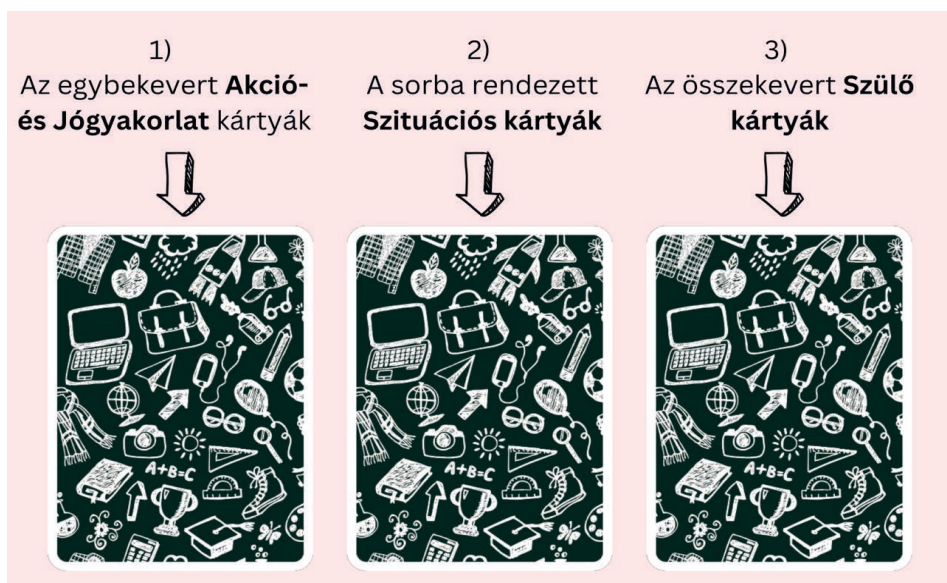 1)
Az egybekevert Akció-
és Jógyakorlat kártyák
2)
A sorba rendezett
Szituációs kártyák
3)
Az összekevert Szülő
kártyák
A+B=C
A+B=C
A+B=C